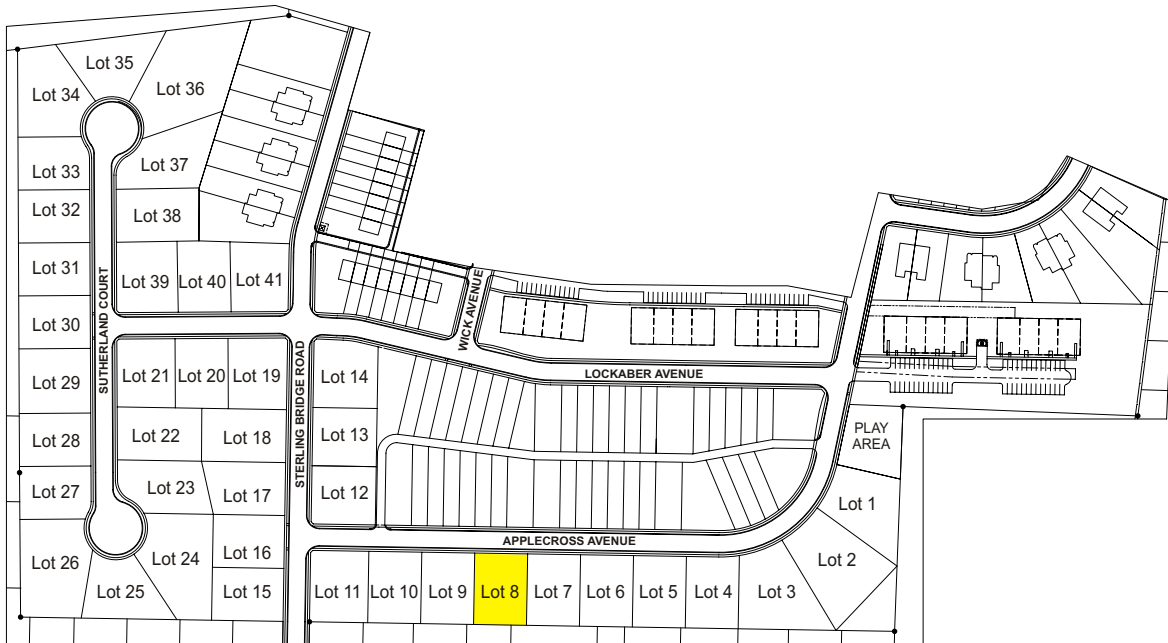 Lot 35
Lot 34
Lot 36
Lot 33
Lot 37
Lot 32
Lot 38
Lot 31
Lot 39
Lot 40
Lot 41
Lot 30
SUTHERLAND COURT
WICK AVENUE
STERLING BRIDGE ROAD
LOCKABER AVENUE
Lot 29
Lot 21
Lot 20
Lot 19
Lot 14
Lot 28
Lot 22
Lot 18
Lot 13
PLAY
AREA
Lot 27
Lot 23
Lot 17
Lot 12
Lot 1
APPLECROSS AVENUE
Lot 26
Lot 24
Lot 16
Lot 2
Lot 25
Lot 15
Lot 11
Lot 10
Lot 9
Lot 8
Lot 7
Lot 6
Lot 5
Lot 4
Lot 3